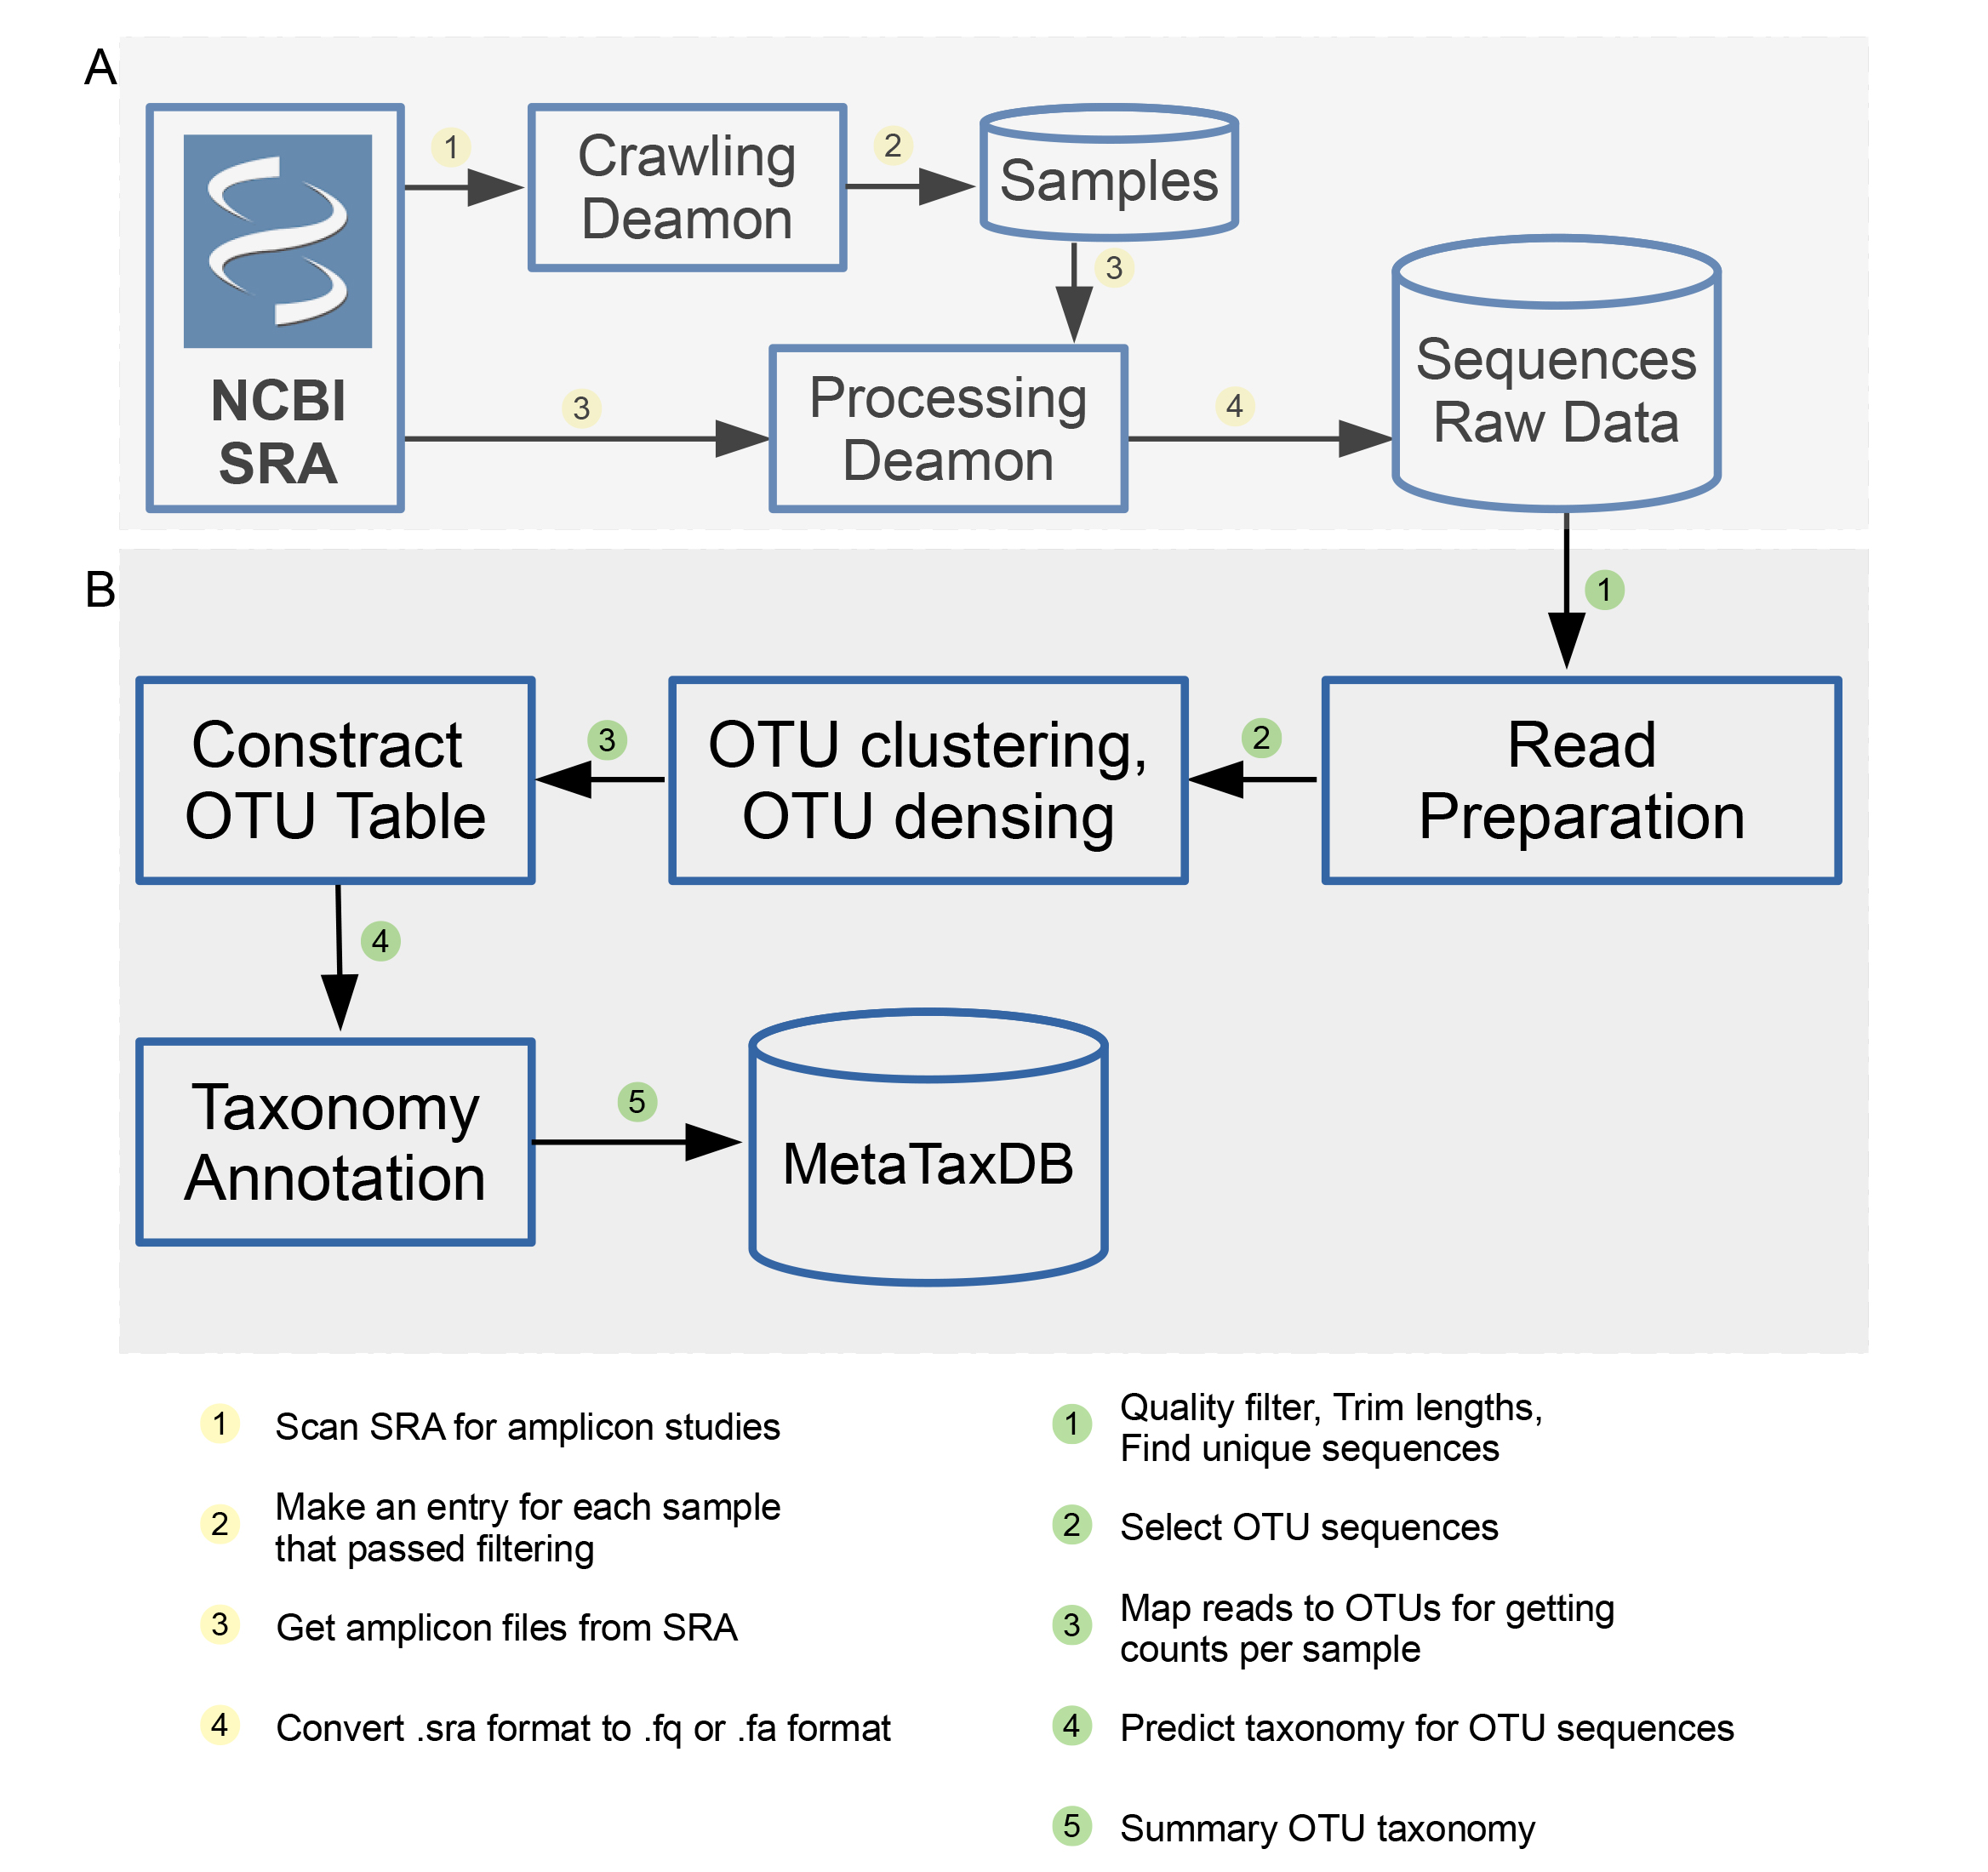 A
1
Crawling
Deamon
2
Samples
3
NCBI
SRA
3
Processing
Deamon
4
Sequences
Raw Data
B
1
Constract
OTU Table
3
OTU clustering,
OTU densing
2
Read
Preparation
4
Taxonomy
Annotation
5
MetaTaxDB
1 Scan SRA for amplicon studies
2 Make an entry for each sample
that passed filtering
3 Get amplicon files from SRA
4 Convert .sra format to .fq or .fa format
1 Quality filter, Trim lengths,
Find unique sequences
2 Select OTU sequences
3 Map reads to OTUs for getting
counts per sample
4 Predict taxonomy for OTU sequences
5 Summary OTU taxonomy